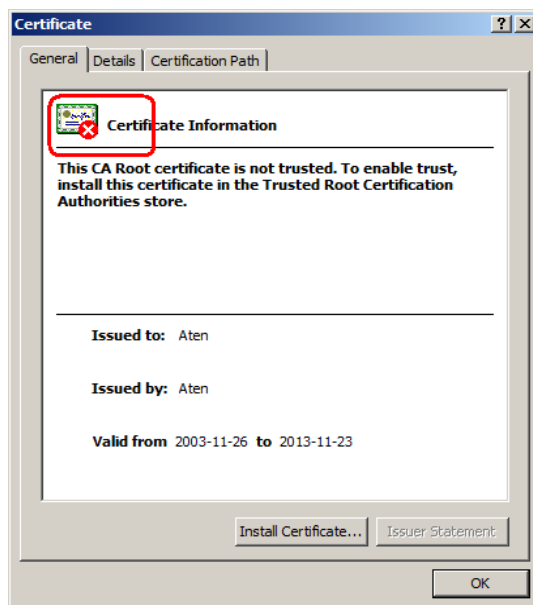 Certificate
General Details Certification Path
Certificate Information
This CA Root certificate is not trusted. To enable trust,
install this certificate in the Trusted Root Certification
Authorities store.
Issued to: Aten
Issued by: Aten
Valid from 2003-11-26 to 2013-11-23
Install Certificate... Issuer Statement
OK